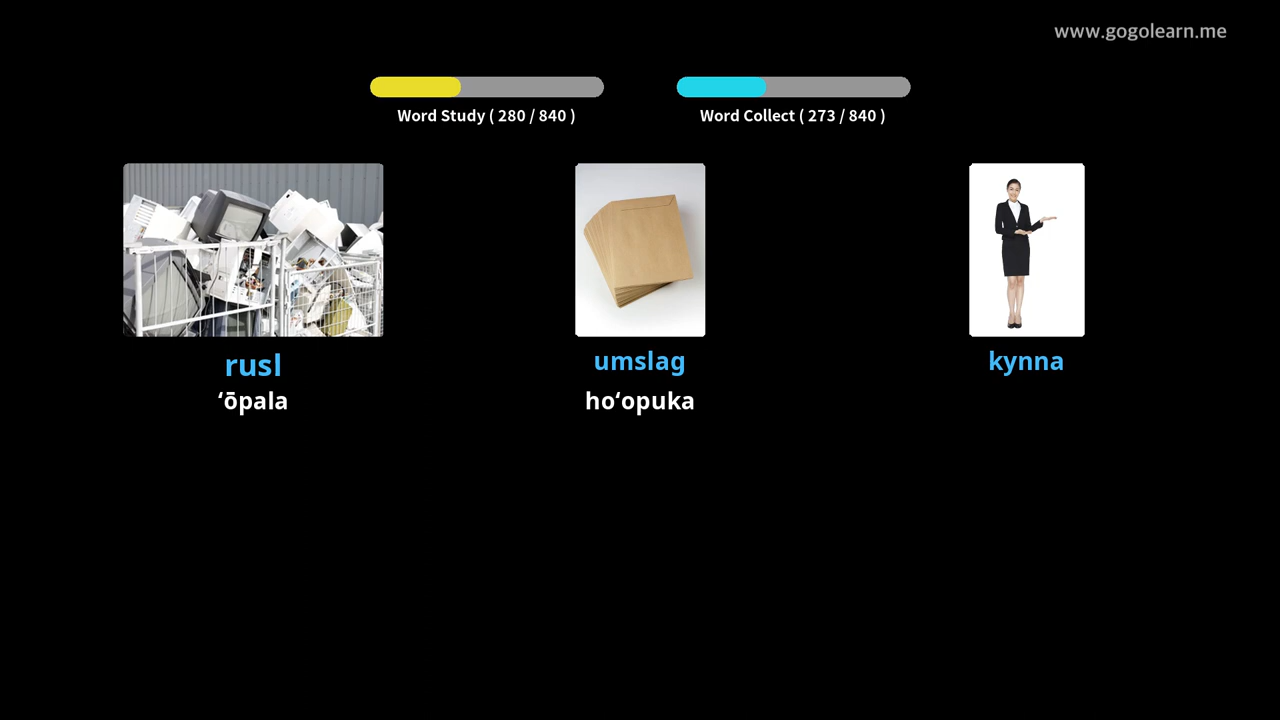 www.gogolearn.me
Word Study ( 280 / 840 )
Word Collect ( 273 / 840 )
rusl
umslag
kynna
ʻōpala
hoʻopuka